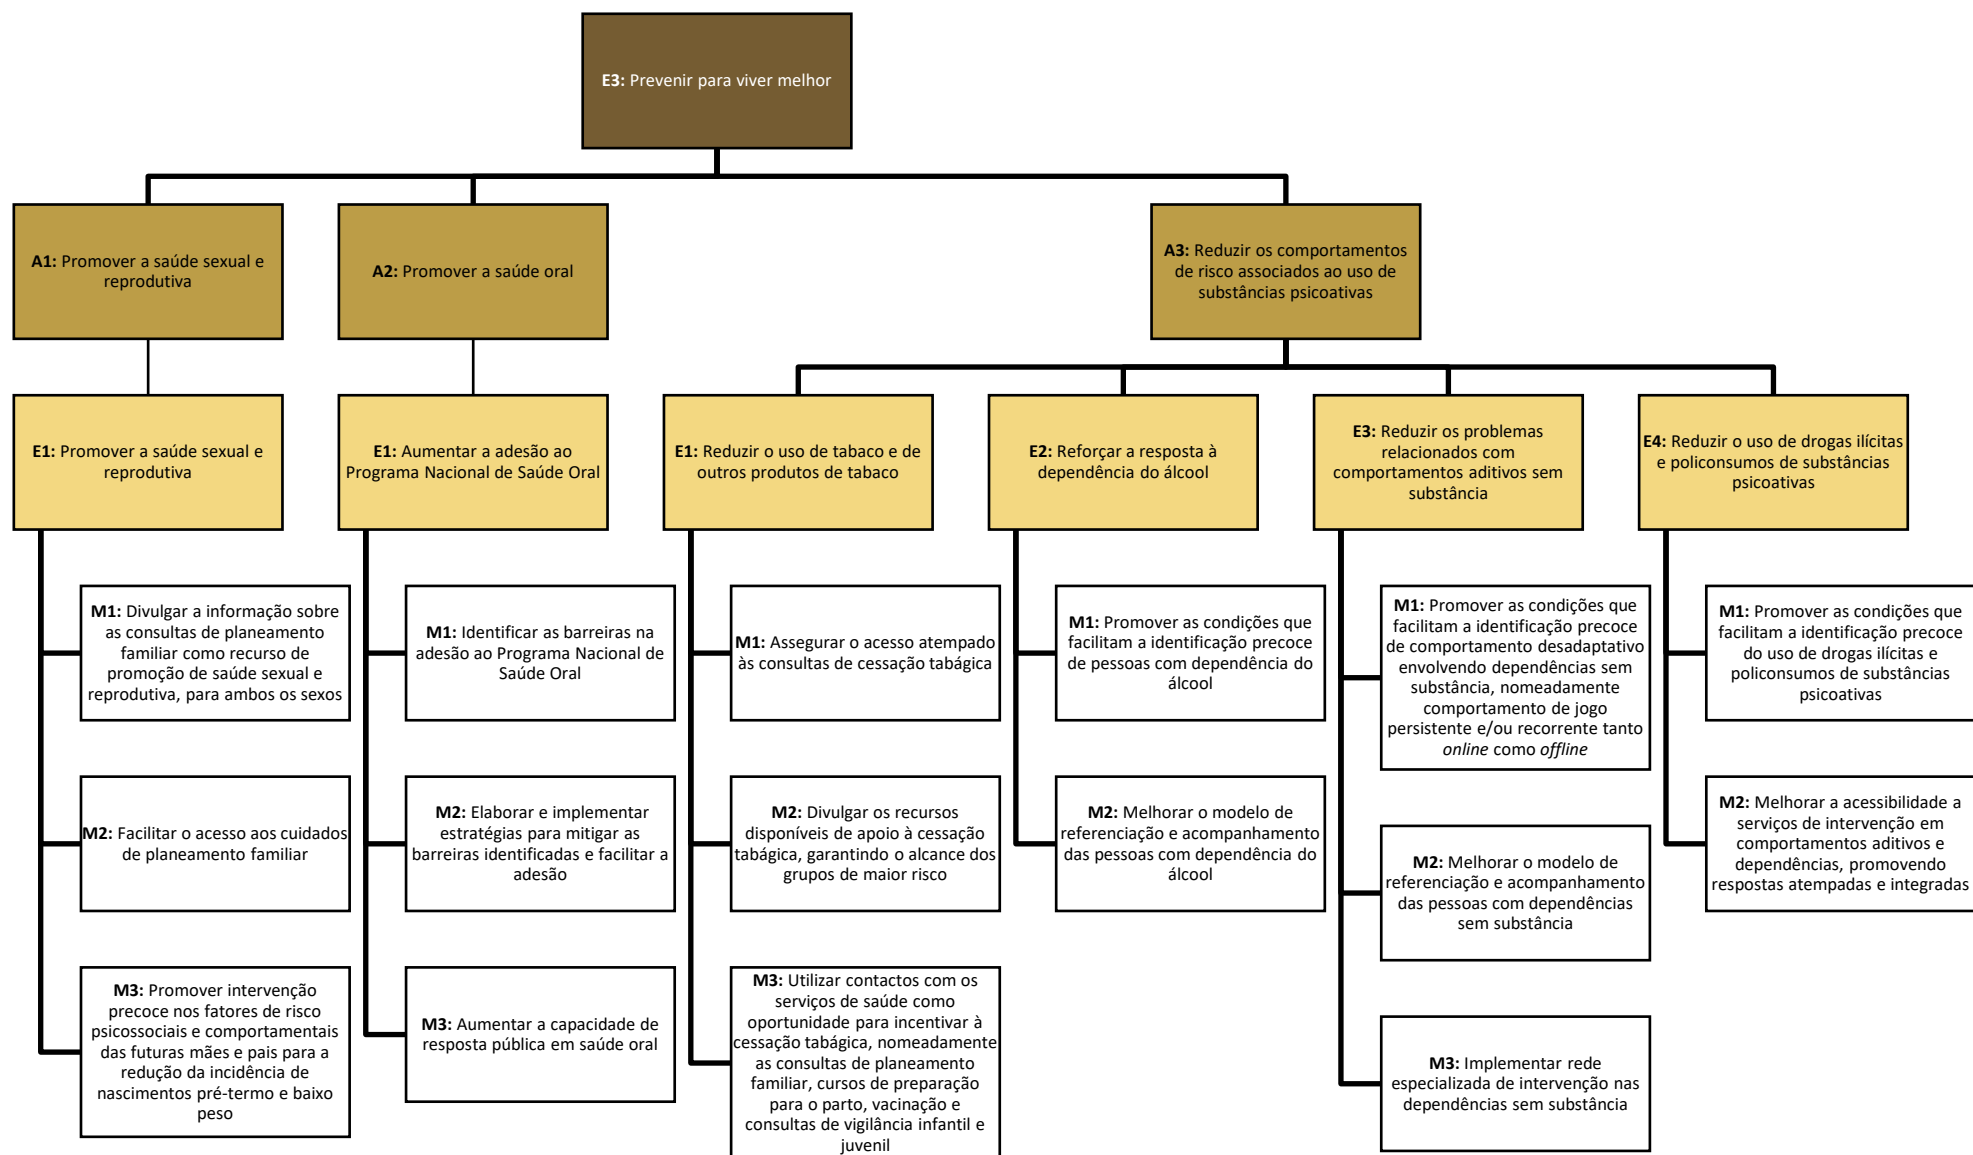 E3: Prevenir para viver melhor
A1: Promover a saúde sexual e
reprodutiva
A2: Promover a saúde oral
A3: Reduzir os comportamentos
de risco associados ao uso de
substâncias psicoativas
E1: Promover a saúde sexual e
reprodutiva
E1: Aumentar a adesão ao
Programa Nacional de Saúde Oral
E1: Reduzir o uso de tabaco e de
outros produtos de tabaco
E2: Reforçar a resposta à
dependência do álcool
E3: Reduzir os problemas
relacionados com
comportamentos aditivos sem
substância
E4: Reduzir o uso de drogas ilícitas
e policonsumos de substâncias
psicoativas
M1: Divulgar a informação sobre
as consultas de planeamento
familiar como recurso de
promoção de saúde sexual e
reprodutiva, para ambos os sexos
M2: Facilitar o acesso aos cuidados
de planeamento familiar
M3: Promover intervenção
precoce nos fatores de risco
psicossociais e comportamentais
das futuras mães e pais para a
redução da incidência de
nascimentos pré-termo e baixo
peso
M1: Identificar as barreiras na
adesão ao Programa Nacional de
Saúde Oral
M2: Elaborar e implementar
estratégias para mitigar as
barreiras identificadas e facilitar a
adesão
M3: Aumentar a capacidade de
resposta pública em saúde oral
M1: Assegurar o acesso atempado
às consultas de cessação tabágica
M2: Divulgar os recursos
disponíveis de apoio à cessação
tabágica, garantindo o alcance dos
grupos de maior risco
M3: Utilizar contactos com os
serviços de saúde como
oportunidade para incentivar à
cessação tabágica, nomeadamente
as consultas de planeamento
familiar, cursos de preparação
para o parto, vacinação e
consultas de vigilância infantil e
juvenil
M1: Promover as condições que
facilitam a identificação precoce
de pessoas com dependência do
álcool
M2: Melhorar o modelo de
referenciação e acompanhamento
das pessoas com dependência do
álcool
M1: Promover as condições que
facilitam a identificação precoce
de comportamento desadaptativo
envolvendo dependências sem
substância, nomeadamente
comportamento de jogo
persistente e/ou recorrente tanto
online como offline
M2: Melhorar o modelo de
referenciação e acompanhamento
das pessoas com dependências
sem substância
M3: Implementar rede
especializada de intervenção nas
dependências sem substância
M1: Promover as condições que
facilitam a identificação precoce
do uso de drogas ilícitas e
policonsumos de substâncias
psicoativas
M2: Melhorar a acessibilidade a
serviços de intervenção em
comportamentos aditivos e
dependências, promovendo
respostas atempadas e integradas